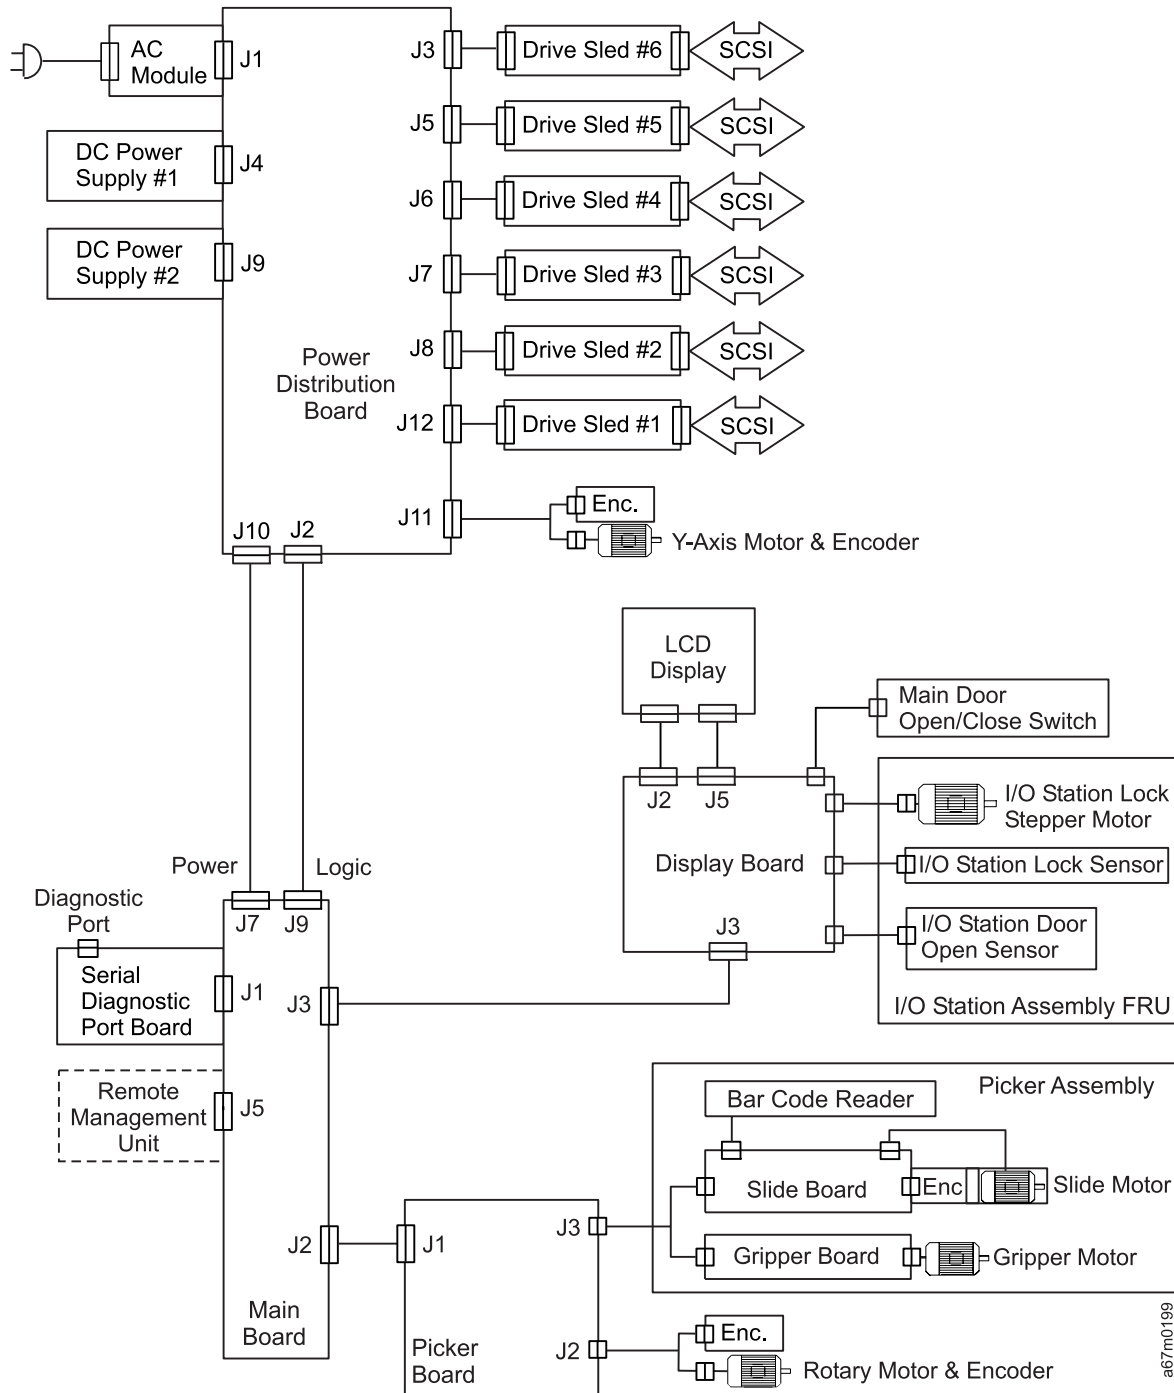 AC
Module
J1
J3
Drive Sled #6
SCSI
J5
Drive Sled #5
SCSI
DC Power
Supply #1
J4
J6
Drive Sled #4
SCSI
DC Power
Supply #2
J9
J7
Drive Sled #3
SCSI
J8
Drive Sled #2
SCSI
Power
Distribution
Board
J12
Drive Sled #1
SCSI
J11
Enc.
Y-Axis Motor & Encoder
J10
J2
LCD
Display
Main Door
Open/Close Switch
J2
J5
I/O Station Lock
Stepper Motor
Display Board
I/O Station Lock Sensor
I/O Station Door
Open Sensor
J3
I/O Station Assembly FRU
Power
Logic
J7
J9
Diagnostic
Port
Serial
Diagnostic
Port Board
J1
J3
Remote
Management
Unit
J5
Picker Assembly
Bar Code Reader
Slide Board
Enc
Slide Motor
Gripper Board
Gripper Motor
J2
J1
J3
Main
Board
Picker
Board
J2
Enc.
Rotary Motor & Encoder
a67m0199